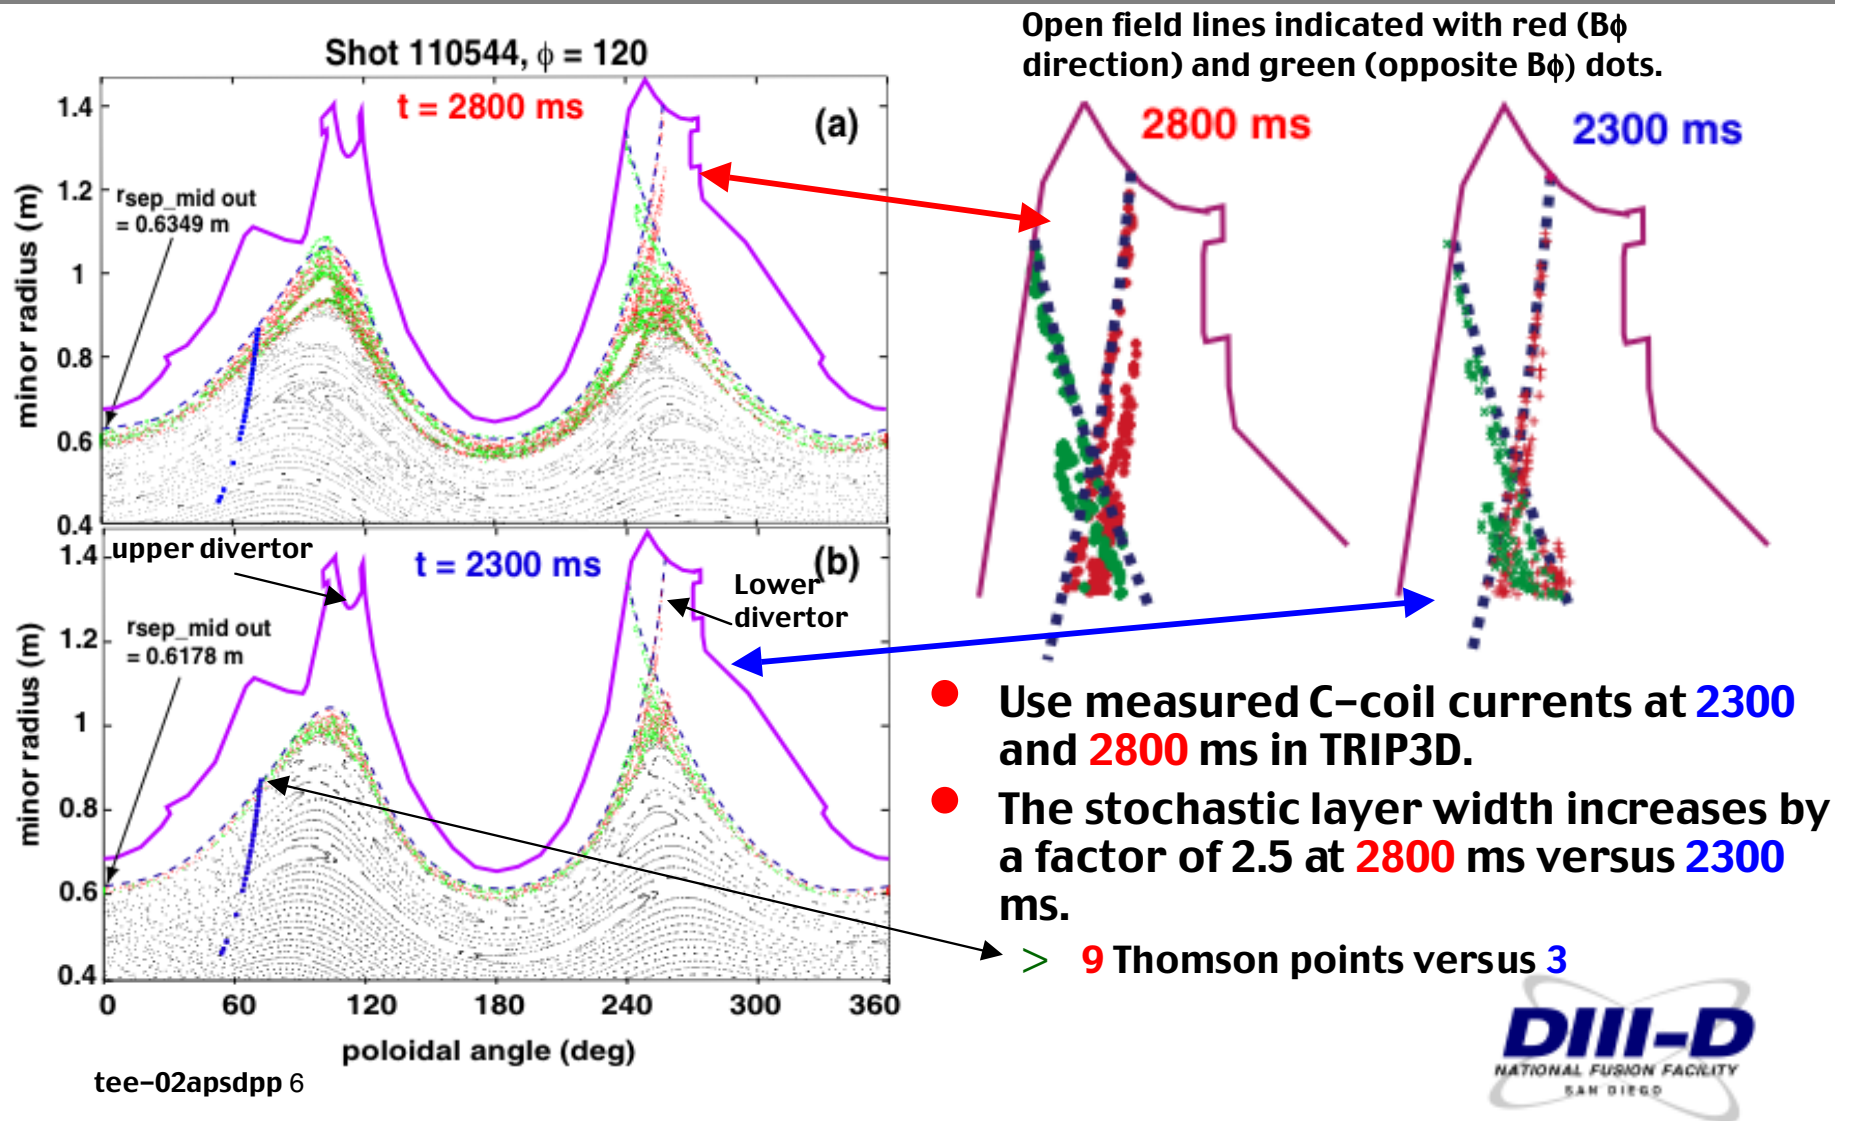 Open field lines indicated with red (Bϕ
direction) and green (opposite Bϕ) dots.
Shot 110544, ϕ = 120
t = 2800 ms
(a)
rsep_mid out
= 0.6349 m
1.4
1.2
1
0.8
0.6
0.4
minor radius (m)
2800 ms
2300 ms
upper divertor
t = 2300 ms
(b)
Lower
divertor
rsep_mid out
= 0.6178 m
1.4
1.2
1
0.8
0.6
0.4
minor radius (m)
0 60 120 180 240 300 360
poloidal angle (deg)
● Use measured C–coil currents at 2300
and 2800 ms in TRIP3D.
● The stochastic layer width increases by
a factor of 2.5 at 2800 ms versus 2300
ms.
> 9 Thomson points versus 3
tee–02apsdpp 6
DIII–D
NATIONAL FUSION FACILITY
SAN DIEGO